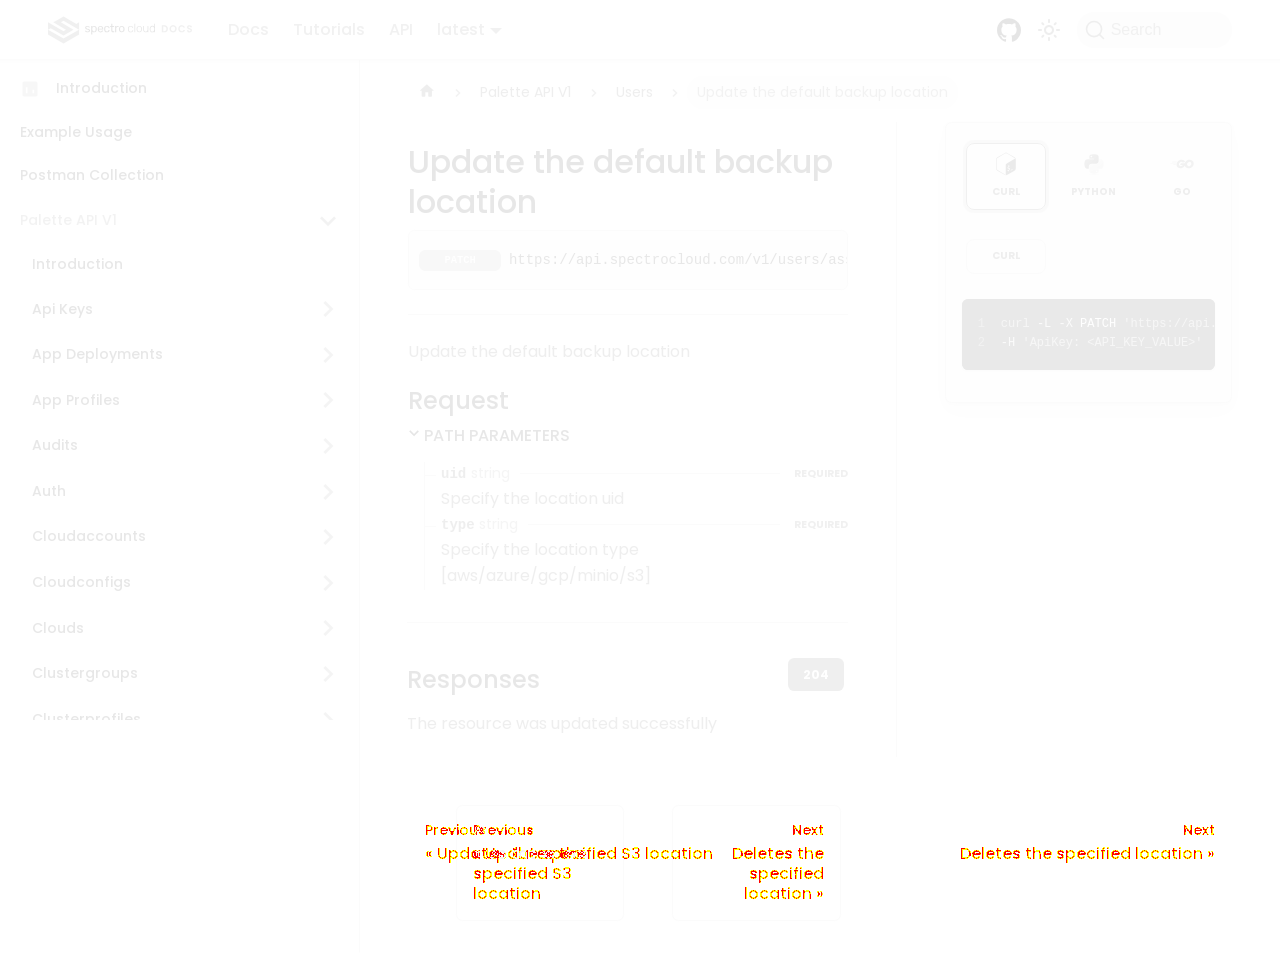 spectro cloud DOCS
Docs
Tutorials
API
latest
Search
Introduction
Example Usage
Postman Collection
Palette API V1
Introduction
Api Keys
App Deployments
App Profiles
Audits
Auth
Cloudaccounts
Cloudconfigs
Clouds
Clustergroups
Clusterprofiles
Palette API V1
Users
Update the default backup location
Update the default backup
location
PATCH https://api.spectrocloud.com/v1/users/as
Update the default backup location
Request
PATH PARAMETERS
uid string REQUIRED
Specify the location uid
type string REQUIRED
Specify the location type
[aws/azure/gcp/minio/s3]
Responses
204
The resource was updated successfully
CURL
PYTHON
GO
CURL
1 curl -L -X PATCH 'https://api.
2 -H 'ApiKey: <API_KEY_VALUE>'
Previous
Previous
Next
Next
specified S3 location
specified S3
location
Deletes the
specified
location »
Deletes the specified location »